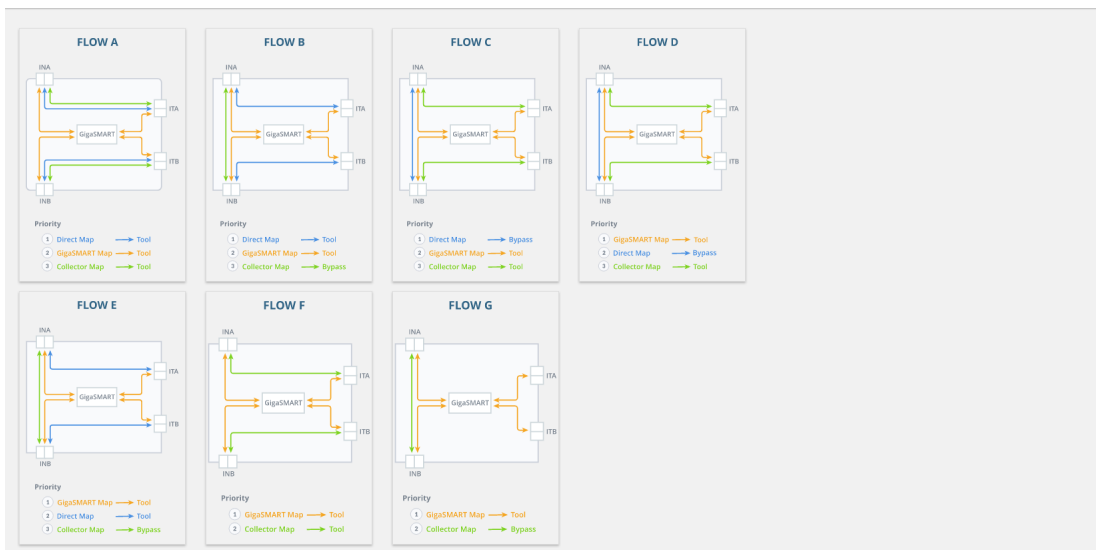 FLOW A
INA
ITA
GigaSMART
ITB
INB
Priority
1 Direct Map Tool
2 GigaSMART Map Tool
3 Collector Map Tool
FLOW B
INA
ITA
GigaSMART
ITB
INB
Priority
1 Direct Map Tool
2 GigaSMART Map Tool
3 Collector Map Bypass
FLOW C
INA
ITA
GigaSMART
ITB
INB
Priority
1 Direct Map Bypass
2 GigaSMART Map Tool
3 Collector Map Tool
FLOW D
INA
ITA
GigaSMART
ITB
INB
Priority
1 GigaSMART Map Tool
2 Direct Map Bypass
3 Collector Map Tool
FLOW E
INA
ITA
GigaSMART
ITB
INB
Priority
1 GigaSMART Map Tool
2 Direct Map Tool
3 Collector Map Bypass
FLOW F
INA
ITA
GigaSMART
ITB
INB
Priority
1 GigaSMART Map Tool
2 Collector Map Tool
FLOW G
INA
ITA
GigaSMART
ITB
INB
Priority
1 GigaSMART Map Tool
2 Collector Map Bypass